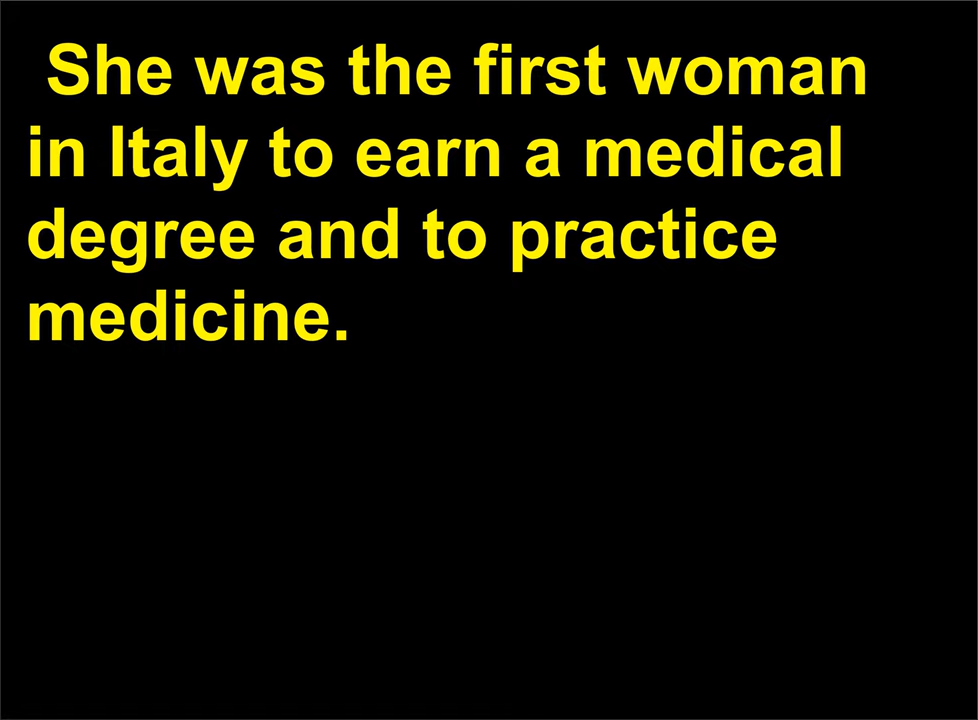 She was the first woman
in Italy to earn a medical
degree and to practice
medicine.